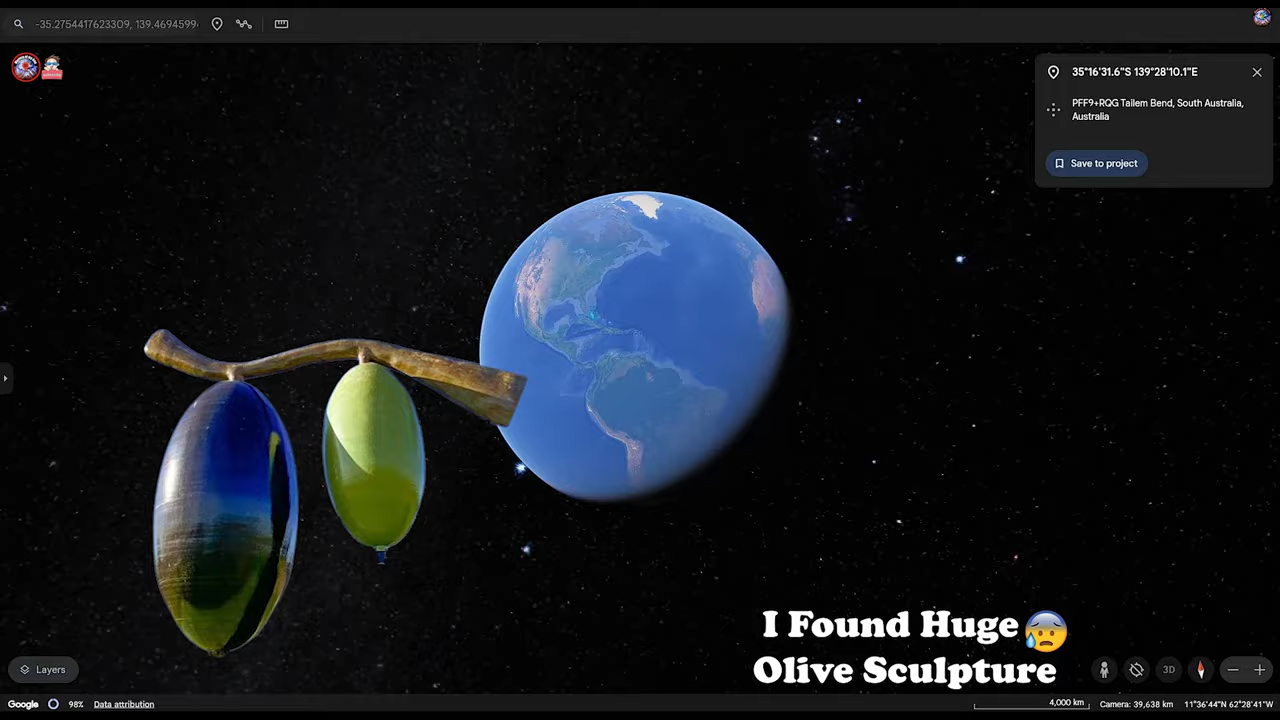 -35.2754417623309, 139.4694599
35°16'31.6"S 139°28'10.1"E
PFF9+RQG Tailem Bend, South Australia,
Australia
Save to project
I Found Huge
Olive Sculpture
Layers
3D
Google
98%
Data attribution
4,000 km
Camera: 39,638 km
11°36'44"N 62°28'41"W